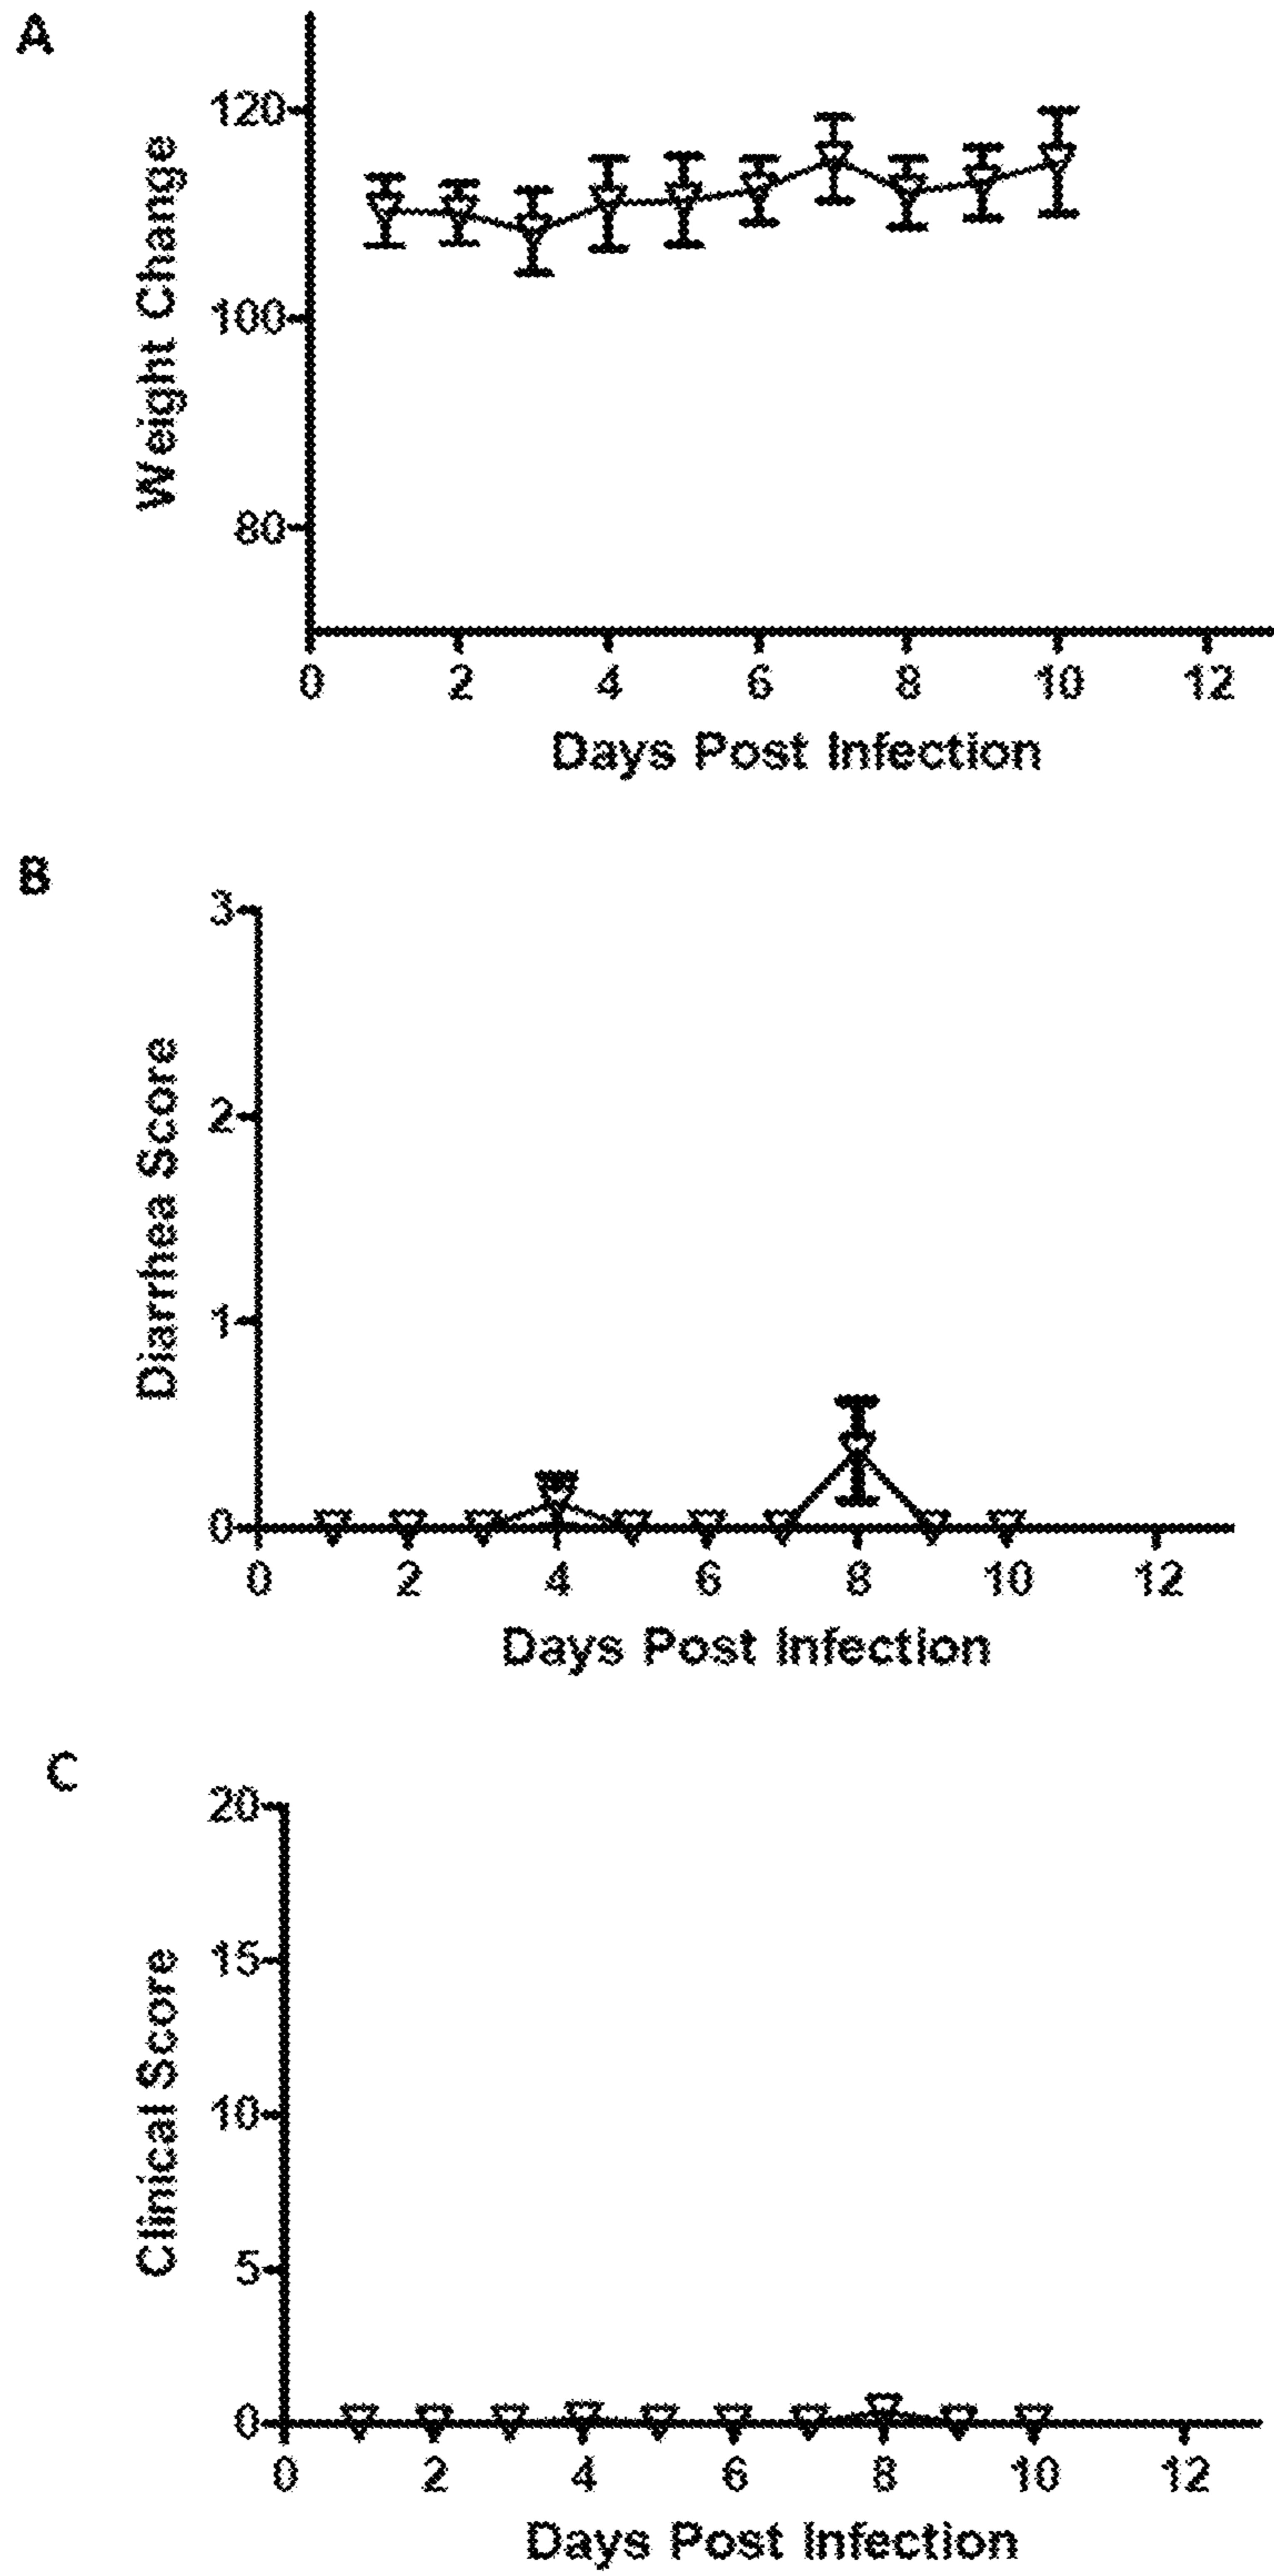 A
120
100
80
Weight Change
0 2 4 6 8 10 12
Days Post Infection
B
3
2
1
0
Diarrhea Score
0 2 4 6 8 10 12
Days Post Infection
C
20
15
10
5
0
Clinical Score
0 2 4 6 8 10 12
Days Post Infection